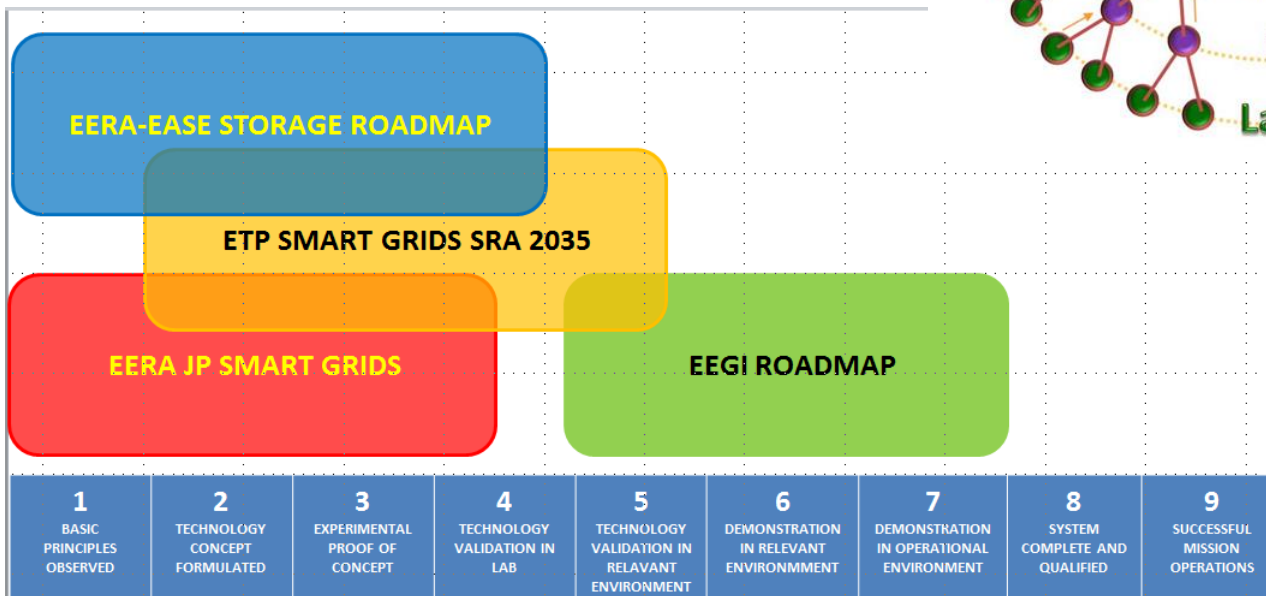 La
EERA-EASE STORAGE ROADMAP
ETP SMART GRIDS SRA 2035
EERA JP SMART GRIDS
EEGI ROADMAP
1
BASIC
PRINCIPLES
OBSERVED
2
TECHNOLOGY
CONCEPT
FORMULATED
3
EXPERIMENTAL
PROOF OF
CONCEPT
4
TECHNOLOGY
VALIDATION IN
LAB
5
TECHNOLOGY
VALIDATION IN
RELAVANT
ENVIRONMENT
6
DEMONSTRATION
IN RELEVANT
ENVIRONMMENT
7
DEMONSTRATION
IN OPERATIONAL
ENVIRONMENT
8
SYSTEM
COMPLETE AND
QUALIFIED
9
SUCCESSFUL
MISSION
OPERATIONS